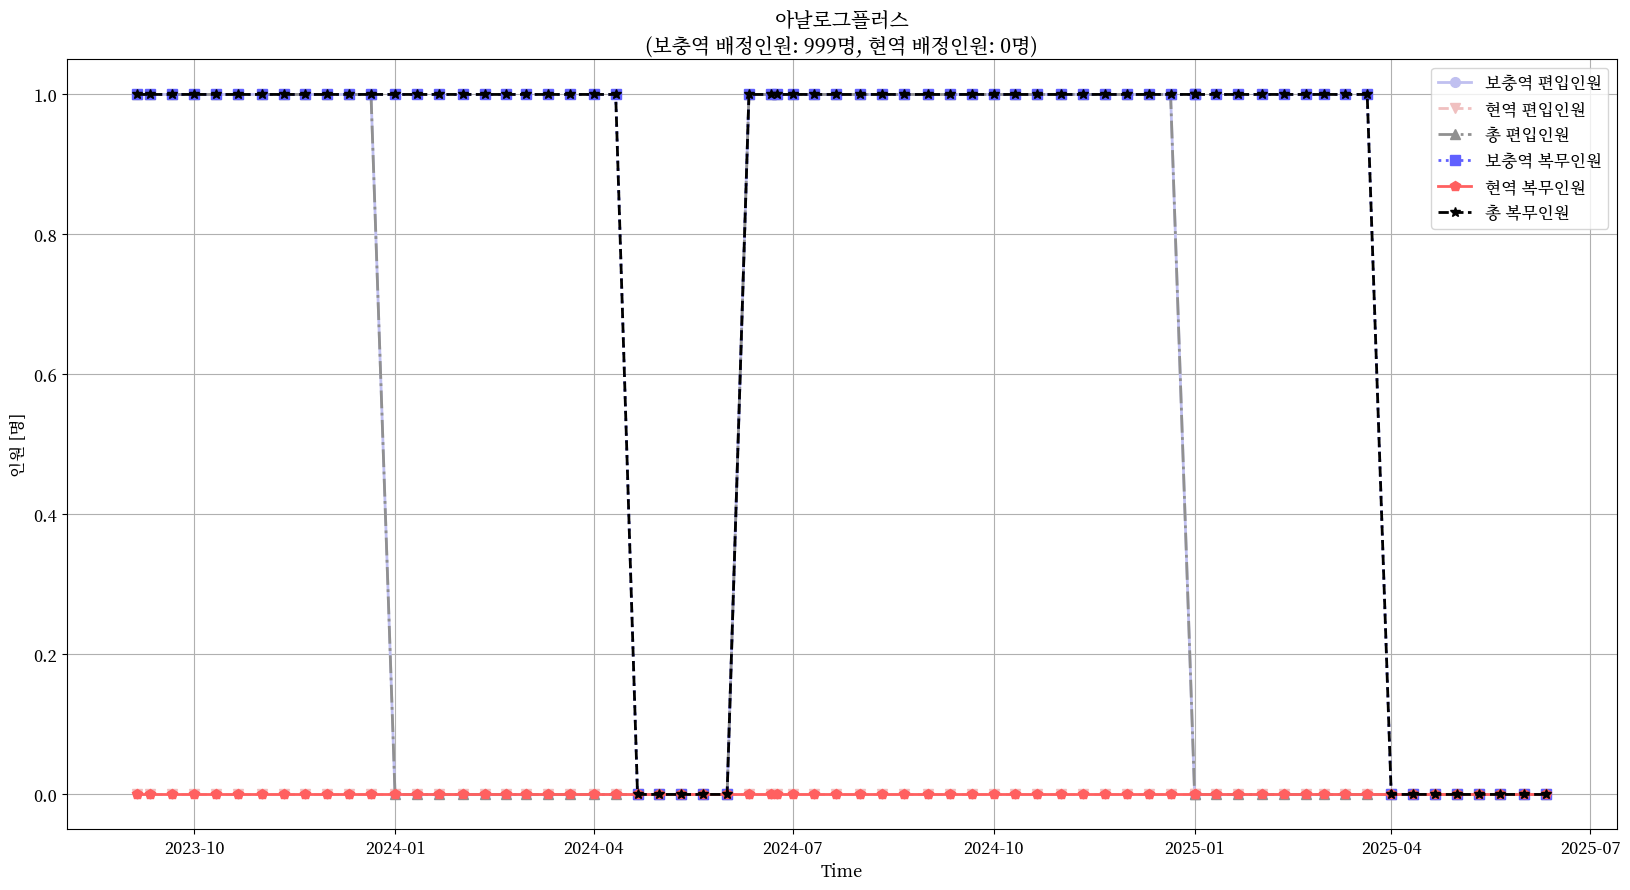 아날로그플러스
(보충역 배정인원: 999명, 현역 배정인원: 0명)
보충역 편입인원
현역 편입인원
총 편입인원
보충역 복무인원
현역 복무인원
총 복무인원
인원 [명]
1.0
0.8
0.6
0.4
0.2
0.0
2023-10
2024-01
2024-04
2024-07
2024-10
2025-01
2025-04
2025-07
Time